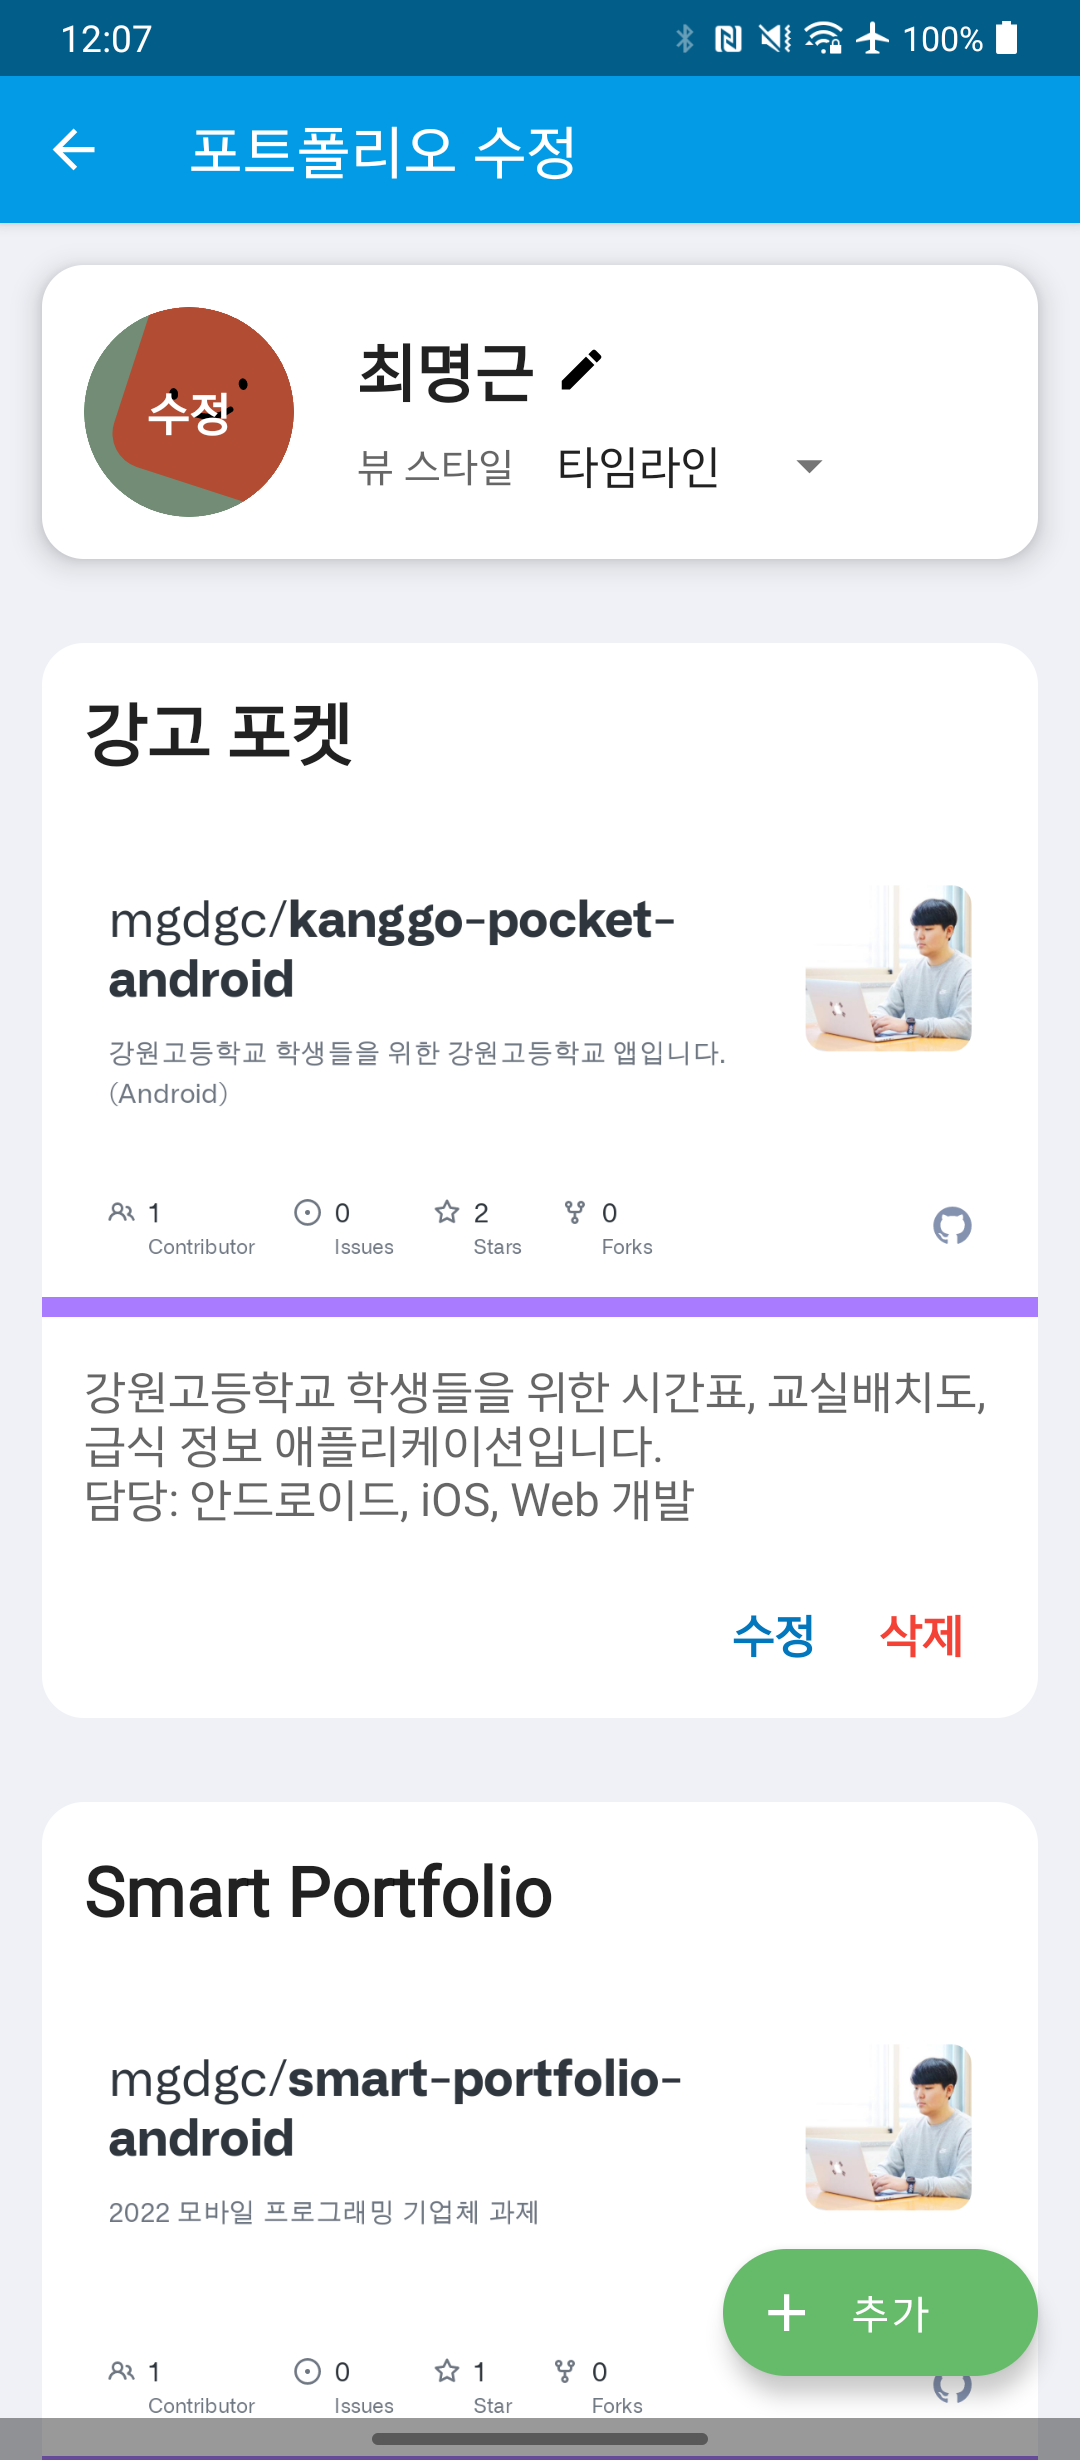 12:07
100%
포트폴리오 수정
수정
최명근
뷰 스타일
타임라인
강고 포켓
mgdgc/kanggo-pocket-
android
강원고등학교 학생들을 위한 강원고등학교 앱입니다.
(Android)
1 0 2 0
Contributor Issues Stars Forks
강원고등학교 학생들을 위한 시간표, 교실배치도,
급식 정보 애플리케이션입니다.
담당: 안드로이드, iOS, Web 개발
수정 삭제
Smart Portfolio
mgdgc/smart-portfolio-
android
2022 모바일 프로그래밍 기업체 과제
추가
1 0 1 0
Contributor Issues Star Forks